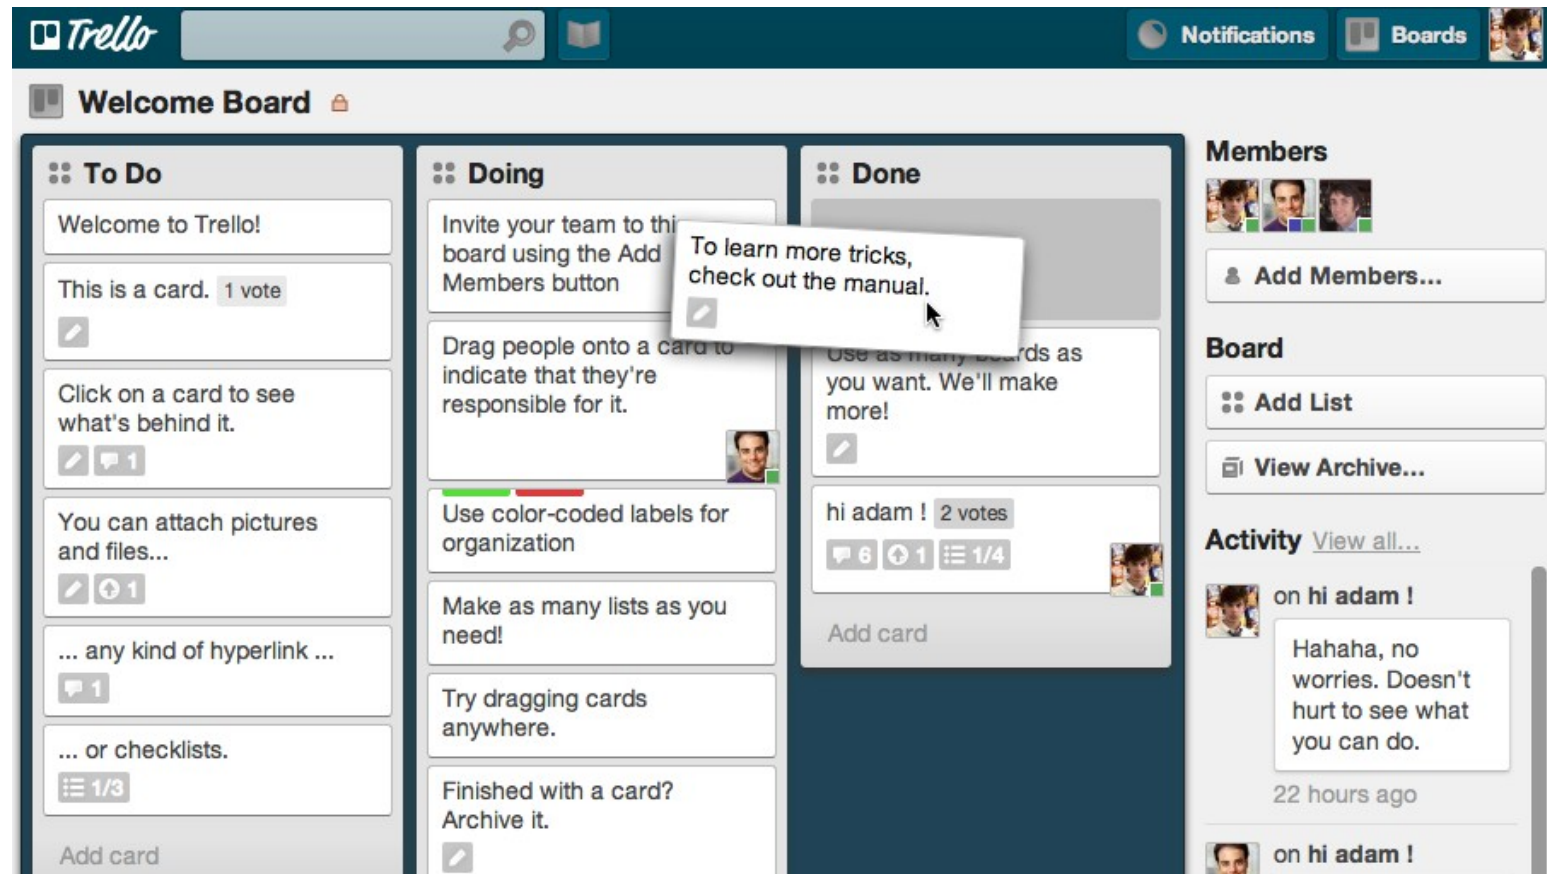 Trello
Notifications
Boards
Welcome Board
To Do
Welcome to Trello!
This is a card. 1 vote
Click on a card to see
what's behind it.
1
You can attach pictures
and files...
1
... any kind of hyperlink ...
1
... or checklists.
1/3
Add card
Doing
Invite your team to thi
board using the Add
Members button
Drag people onto a card to
indicate that they're
responsible for it.
Use color-coded labels for
organization
Make as many lists as you
need!
Try dragging cards
anywhere.
Finished with a card?
Archive it.
Done
To learn more tricks,
check out the manual.
Use as many boards as
you want. We'll make
more!
hi adam ! 2 votes
6 1 1/4
Add card
Members
Add Members...
Board
Add List
View Archive...
Activity View all...
on hi adam !
Hahaha, no
worries. Doesn't
hurt to see what
you can do.
22 hours ago
on hi adam !